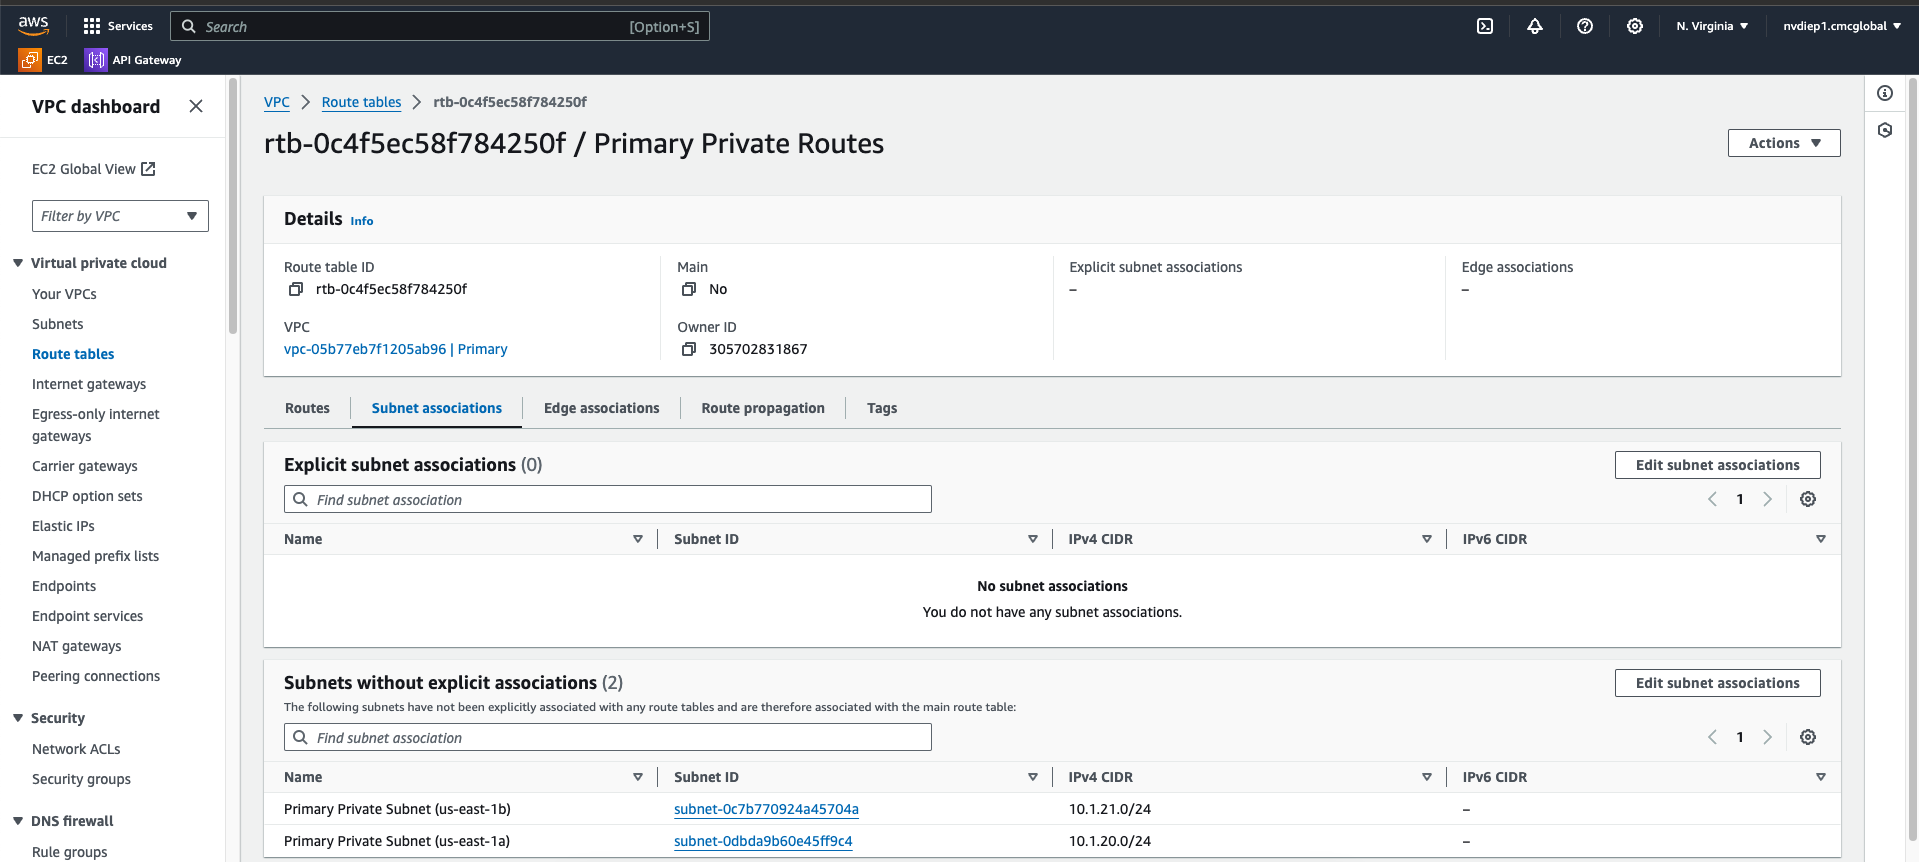 aws
Services
Search
[Option+S]
N. Virginia
nvdiep1.cmcglobal
EC2
API Gateway
VPC dashboard
EC2 Global View
Filter by VPC
Virtual private cloud
Your VPCs
Subnets
Route tables
Internet gateways
Egress-only internet
gateways
Carrier gateways
DHCP option sets
Elastic IPs
Managed prefix lists
Endpoints
Endpoint services
NAT gateways
Peering connections
Security
Network ACLs
Security groups
DNS firewall
Rule groups
VPC > Route tables > rtb-0c4f5ec58f784250f
rtb-0c4f5ec58f784250f / Primary Private Routes
Actions
Details Info
Route table ID
rtb-0c4f5ec58f784250f
Main
No
Explicit subnet associations
–
Edge associations
–
VPC
vpc-05b77eb7f1205ab96 | Primary
Owner ID
305702831867
Routes
Subnet associations
Edge associations
Route propagation
Tags
Explicit subnet associations (0)
Edit subnet associations
Find subnet association
1
Name
Subnet ID
IPv4 CIDR
IPv6 CIDR
No subnet associations
You do not have any subnet associations.
Subnets without explicit associations (2)
Edit subnet associations
The following subnets have not been explicitly associated with any route tables and are therefore associated with the main route table:
Find subnet association
1
Name
Subnet ID
IPv4 CIDR
IPv6 CIDR
Primary Private Subnet (us-east-1b)
subnet-0c7b770924a45704a
10.1.21.0/24
–
Primary Private Subnet (us-east-1a)
subnet-0dbda9b60e45ff9c4
10.1.20.0/24
–